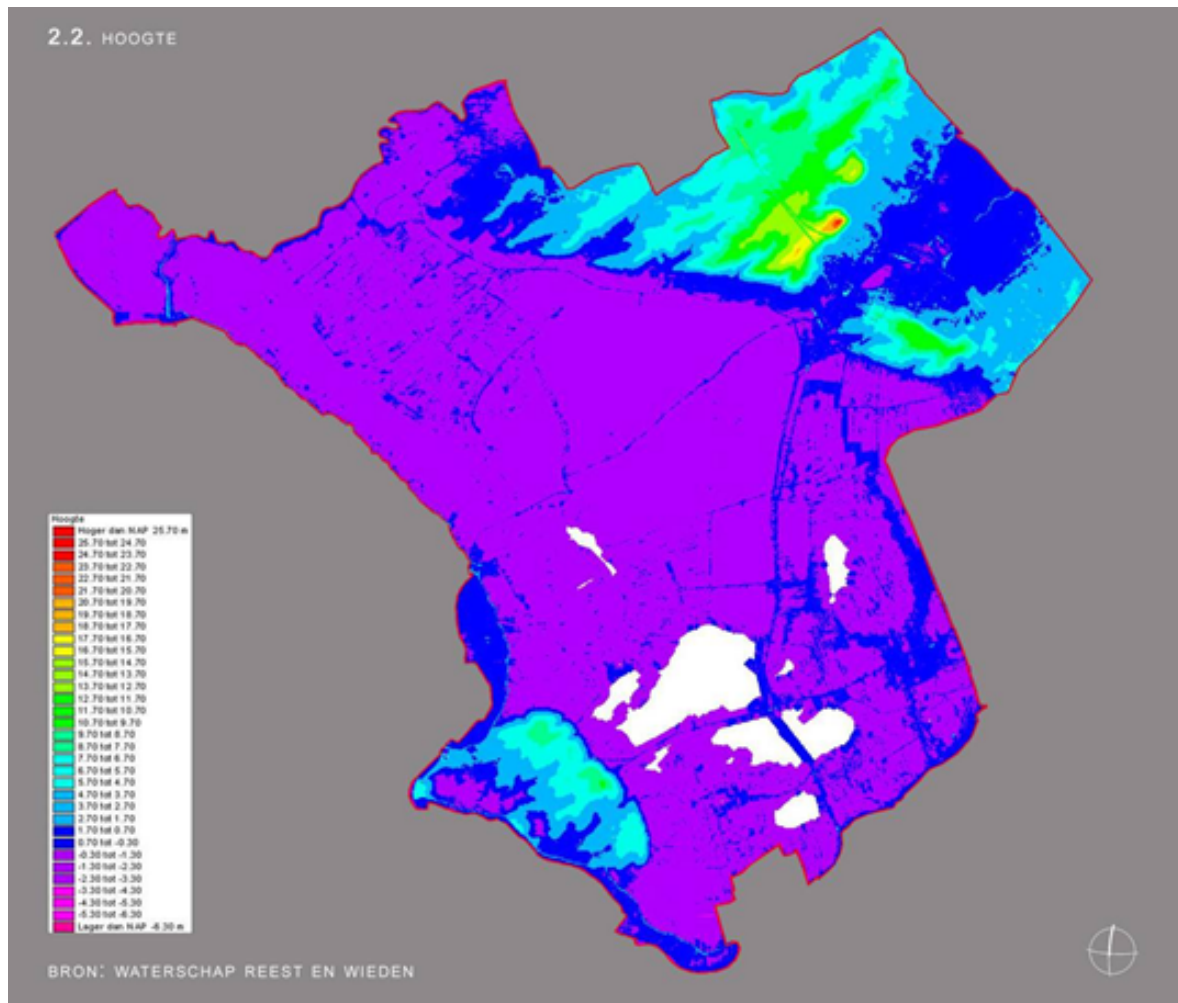 2.2. HOOGTE
Hoogte
Hoger dan NAP 25.70 m
25.70 tot 24.70
24.70 tot 23.70
23.70 tot 22.70
22.70 tot 21.70
21.70 tot 20.70
20.70 tot 19.70
19.70 tot 18.70
18.70 tot 17.70
17.70 tot 16.70
16.70 tot 15.70
15.70 tot 14.70
14.70 tot 13.70
13.70 tot 12.70
12.70 tot 11.70
11.70 tot 10.70
10.70 tot 9.70
9.70 tot 8.70
8.70 tot 7.70
7.70 tot 6.70
6.70 tot 5.70
5.70 tot 4.70
4.70 tot 3.70
3.70 tot 2.70
2.70 tot 1.70
1.70 tot 0.70
0.70 tot -0.30
-0.30 tot -1.30
-1.30 tot -2.30
-2.30 tot -3.30
-3.30 tot -4.30
-4.30 tot -5.30
-5.30 tot -6.30
Lager dan NAP -6.30 m
BRON: WATERSCHAP REEST EN WIEDEN